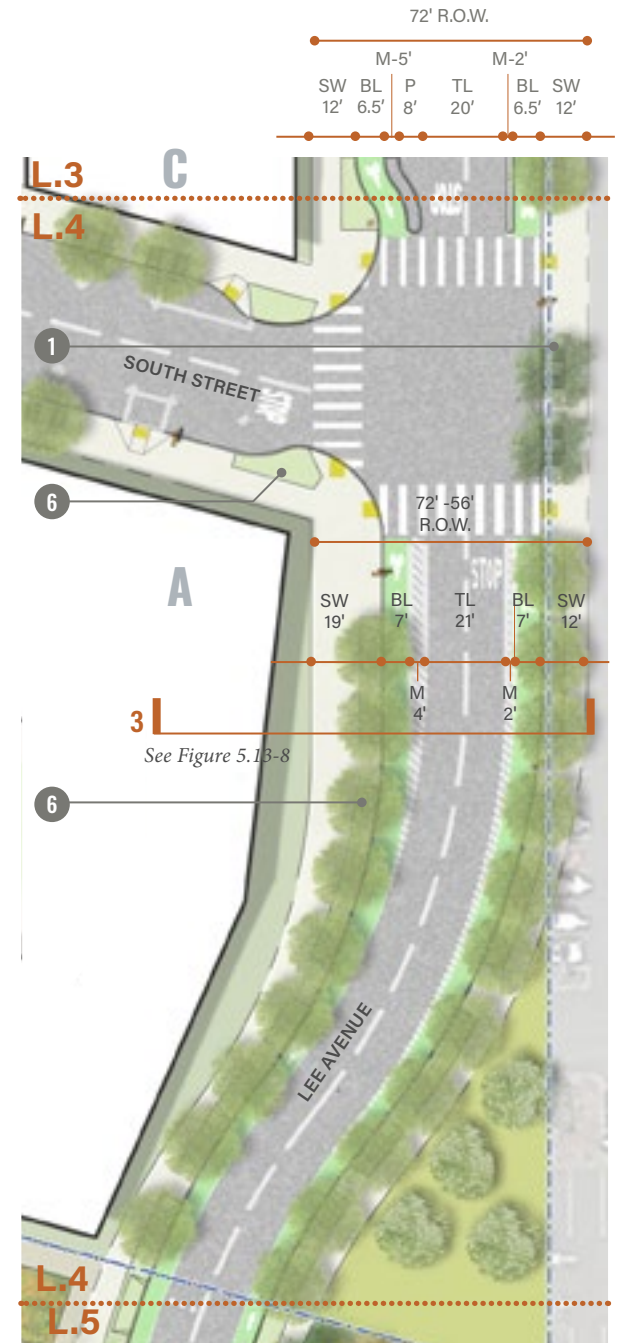 72' R.O.W.
M-5' M-2'
SW BL P TL BL SW
12' 6.5' 8' 20' 6.5' 12'
L.3
C
L.4
STOP
1
SOUTH STREET
STOP
6
72' -56'
R.O.W.
STOP
A
SW BL TL BL SW
19' 7' 21' 7' 12'
M M
4' 2'
3
See Figure 5.13-8
6
LEE AVENUE
L.4
L.5